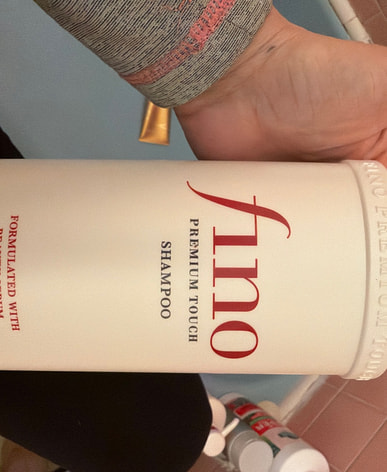 fino
PREMIUM TOUCH
SHAMPOO
FORMULATED WITH